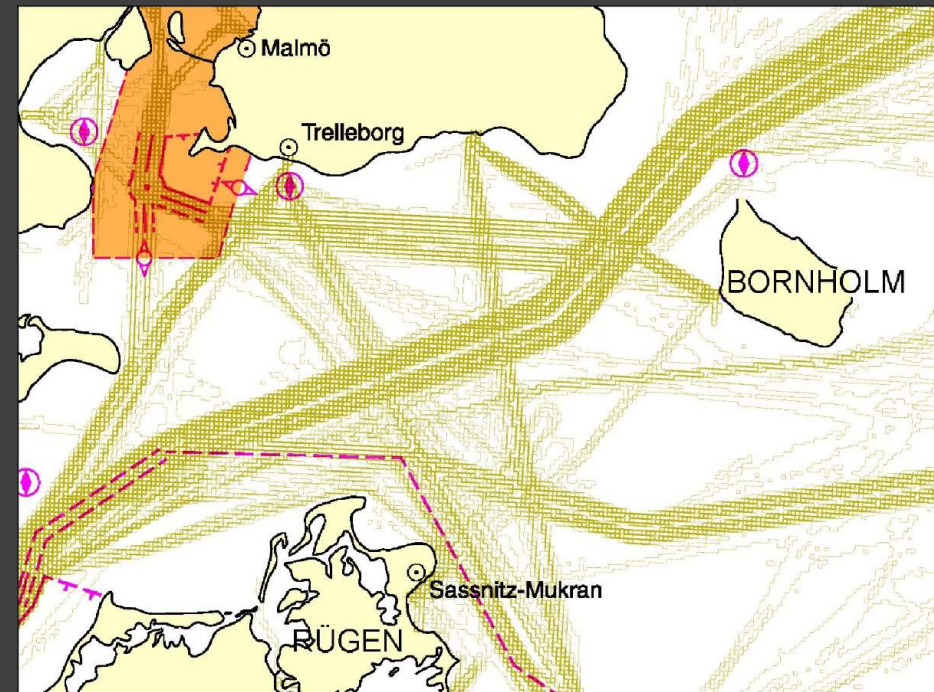 Malmö
Trelleborg
BORNHOLM
Sassnitz-Mukran
RÜGEN